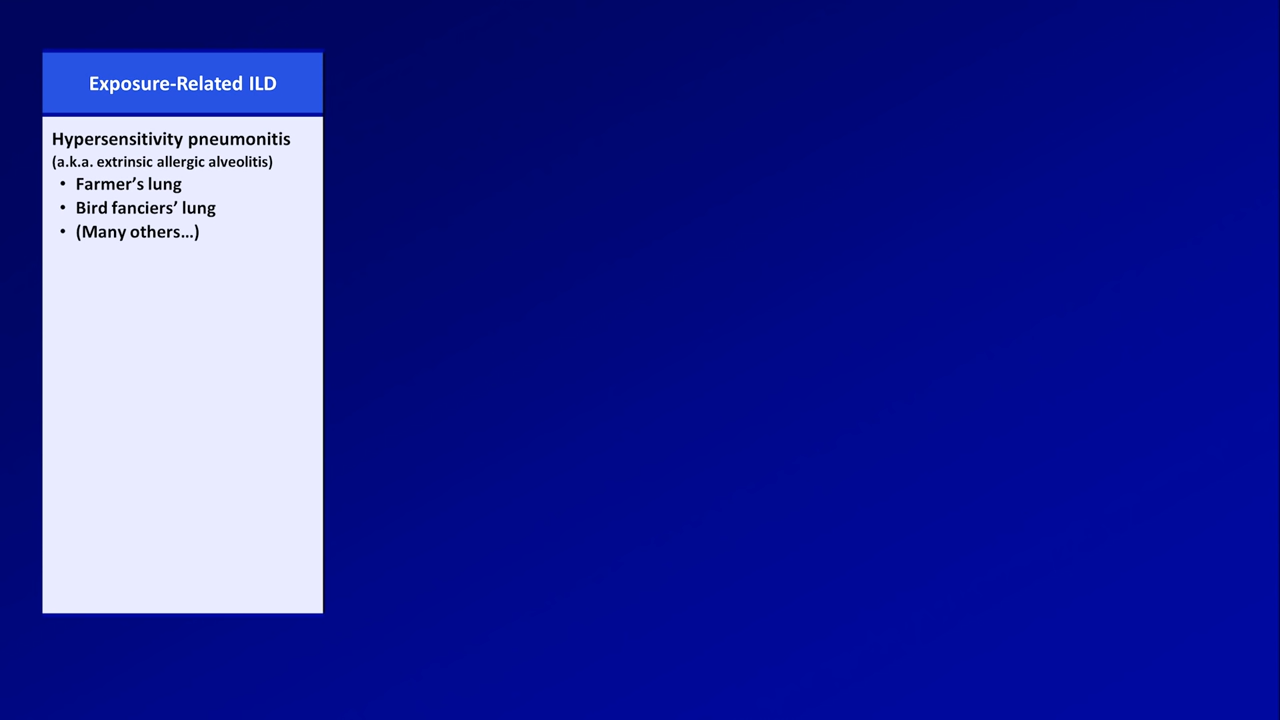 Exposure-Related ILD
Hypersensitivity pneumonitis
(a.k.a. extrinsic allergic alveolitis)
• Farmer’s lung
• Bird fanciers’ lung
• (Many others…)